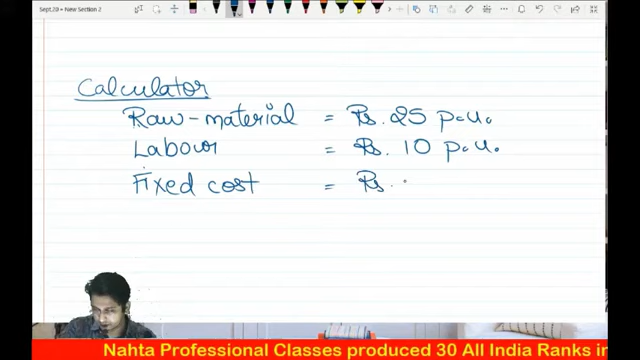 Sept.20 » New Section 2
Calculator
Raw-material = Rs. 25 p.u.
Labour = Rs. 10 p.u.
Fixed cost = Rs.
Nahta Professional Classes produced 30 All India Ranks in